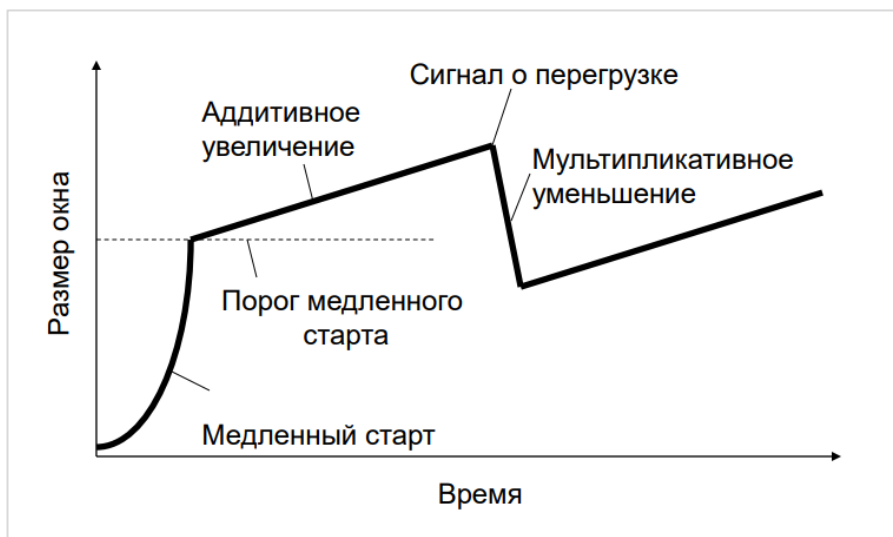 Сигнал о перегрузке
Аддитивное
увеличение
Мультипликативное
уменьшение
Размер окна
Порог медленного
старта
Медленный старт
Время